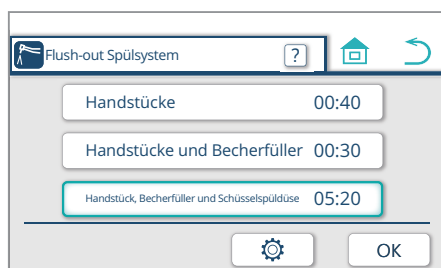 Flush-out Spülsystem ?
Handstücke 00:40
Handstücke und Becherfüller 00:30
Handstück, Becherfüller und Schüsselspüldüse 05:20
OK